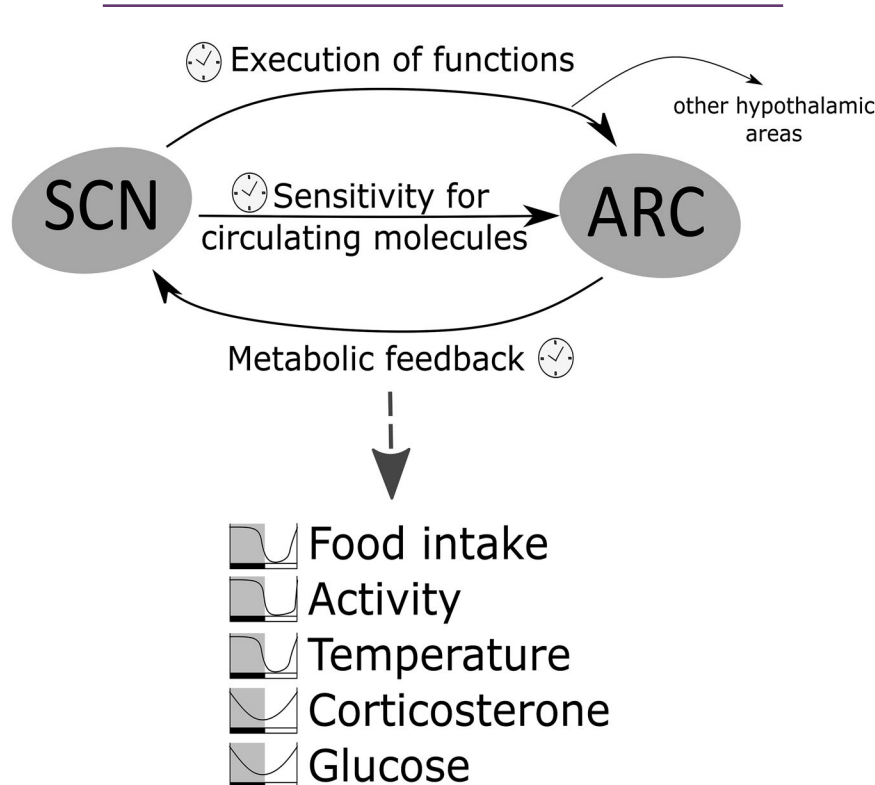 Execution of functions
other hypothalamic
areas
SCN
Sensitivity for
circulating molecules
ARC
Metabolic feedback
Food intake
Activity
Temperature
Corticosterone
Glucose